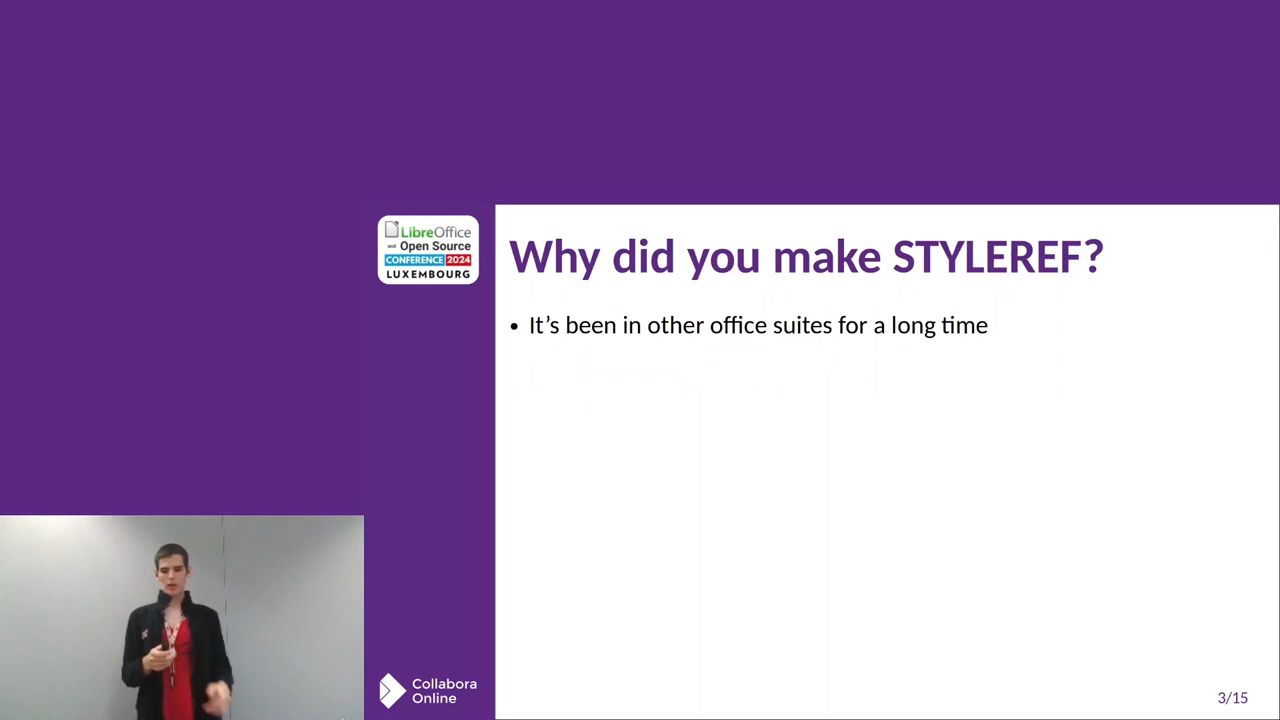 LibreOffice
and Open Source
CONFERENCE 2024
LUXEMBOURG
Why did you make STYLEREF?
• It’s been in other office suites for a long time
Collabora
Online
3/15